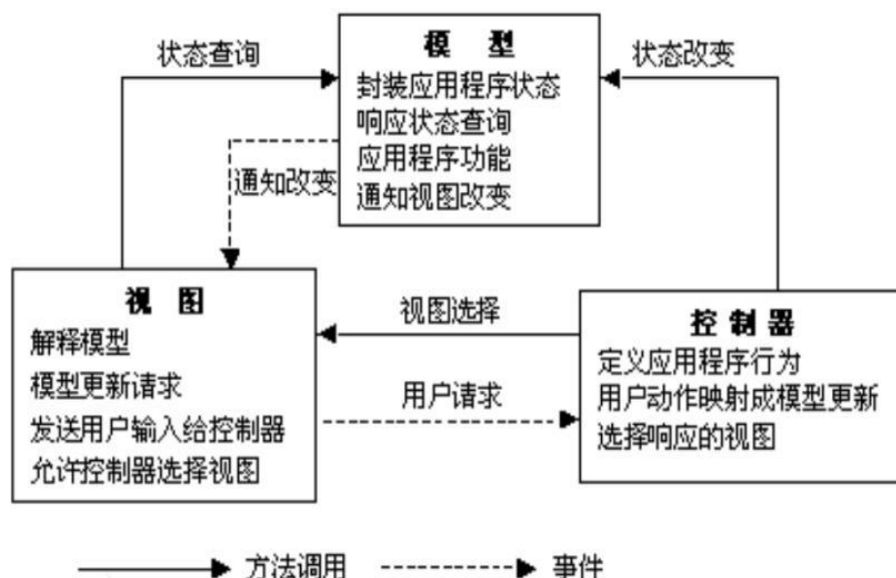 模 型
封装应用程序状态
响应状态查询
应用程序功能
通知视图改变
状态查询
状态改变
通知改变
视 图
解释模型
模型更新请求
发送用户输入给控制器
允许控制器选择视图
视图选择
用户请求
控 制 器
定义应用程序行为
用户动作映射成模型更新
选择响应的视图
方法调用
事件